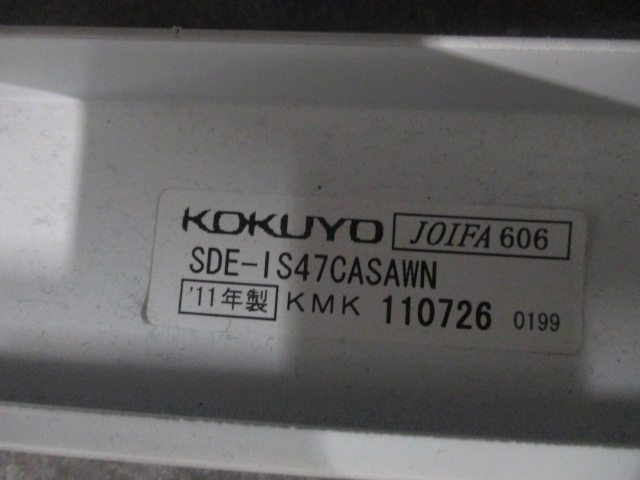 KOKUYO JOIFA 606
SDE-IS47CASAWN
'11年製 KMK 110726 0199